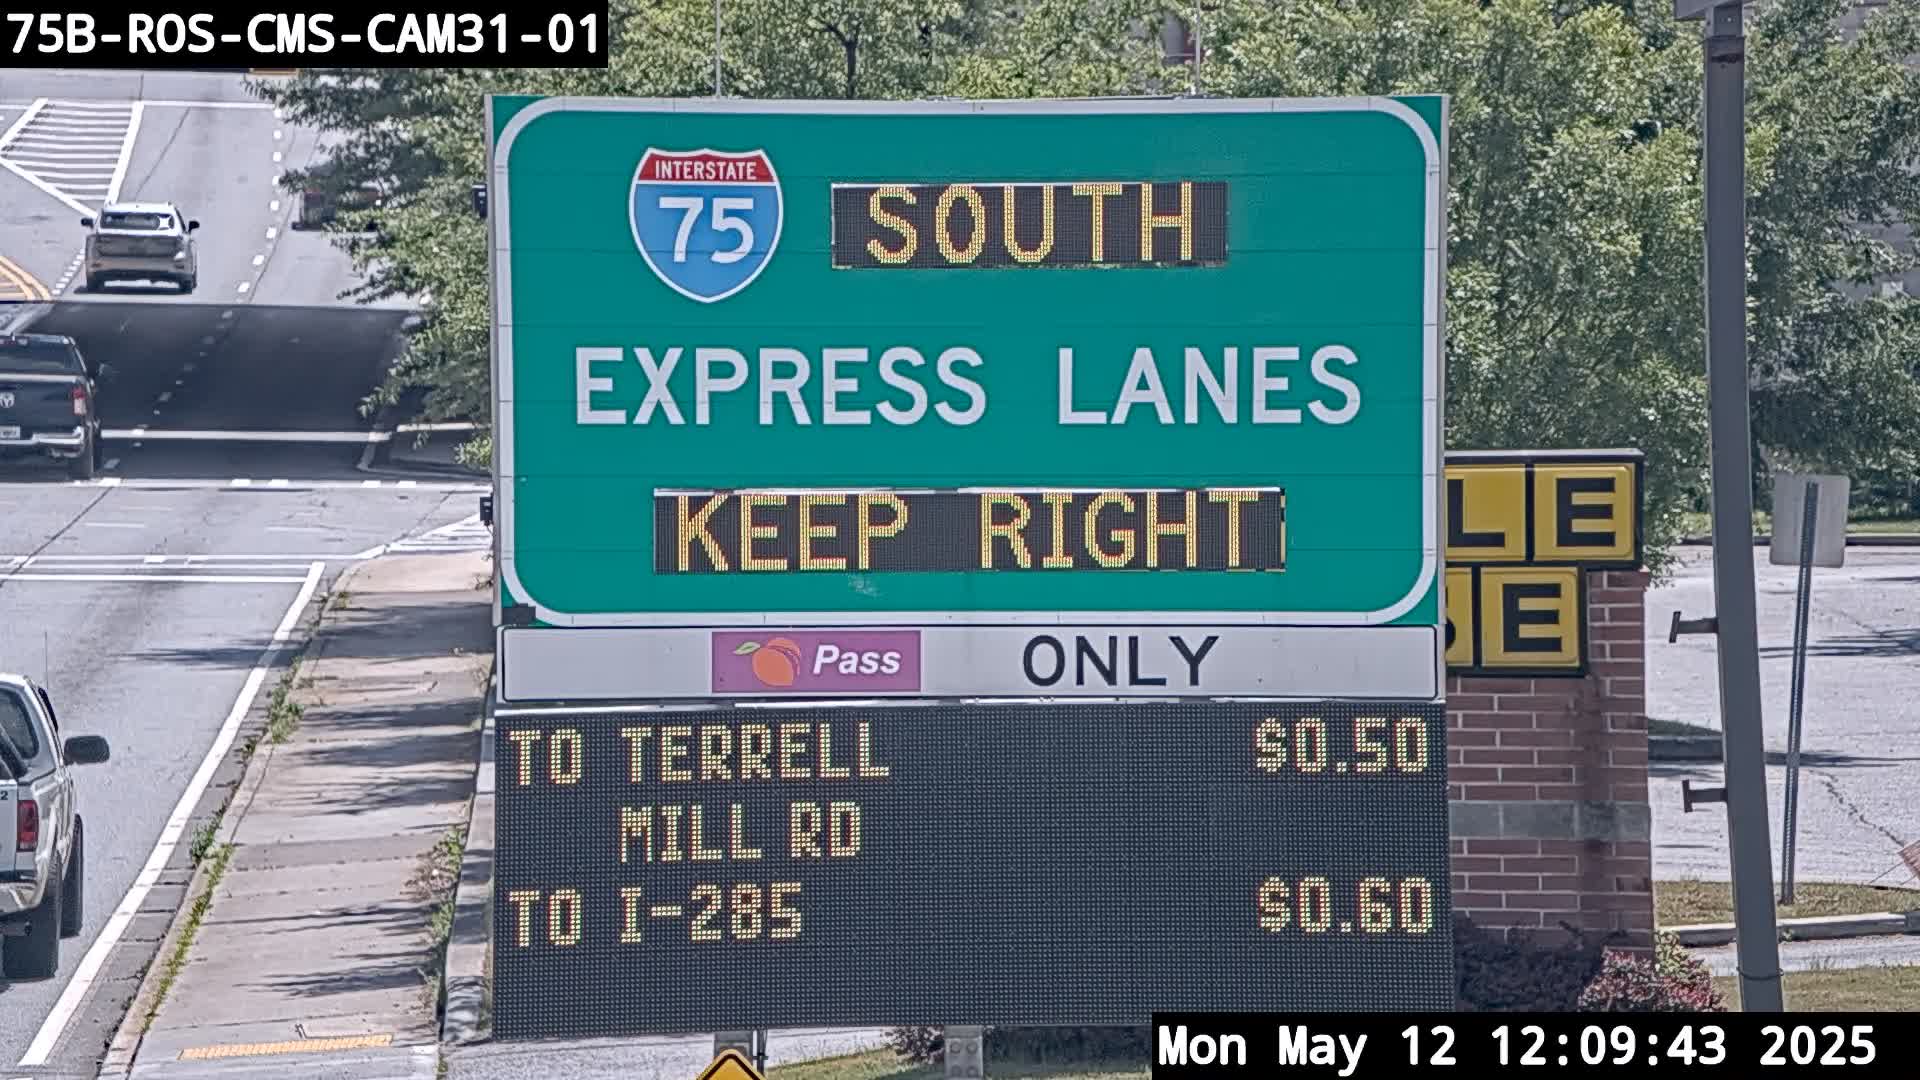 75B-ROS-CMS-CAM31-01
INTERSTATE
75
SOUTH
EXPRESS LANES
KEEP RIGHT
Pass ONLY
TO TERRELL $0.50
MILL RD
TO I-285 $0.60
LE
E
Mon May 12 12:09:43 2025